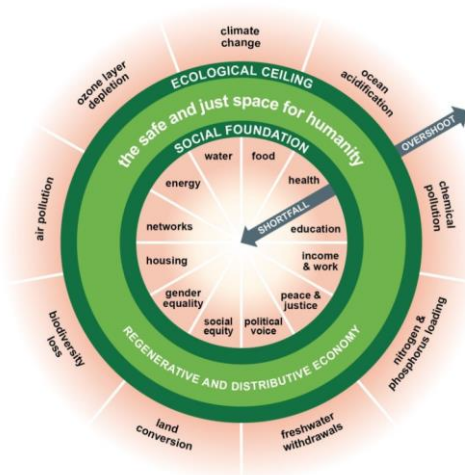 climate
change
ozone layer
depletion
ocean
acidification
ECOLOGICAL CEILING
the safe and just space for humanity
OVERSHOOT
SOCIAL FOUNDATION
water
food
energy
health
SHORTFALL
air pollution
chemical
pollution
networks
education
housing
income
& work
gender
equality
peace &
justice
social
equity
political
voice
biodiversity
loss
nitrogen &
phosphorus loading
REGENERATIVE AND DISTRIBUTIVE ECONOMY
land
conversion
freshwater
withdrawals